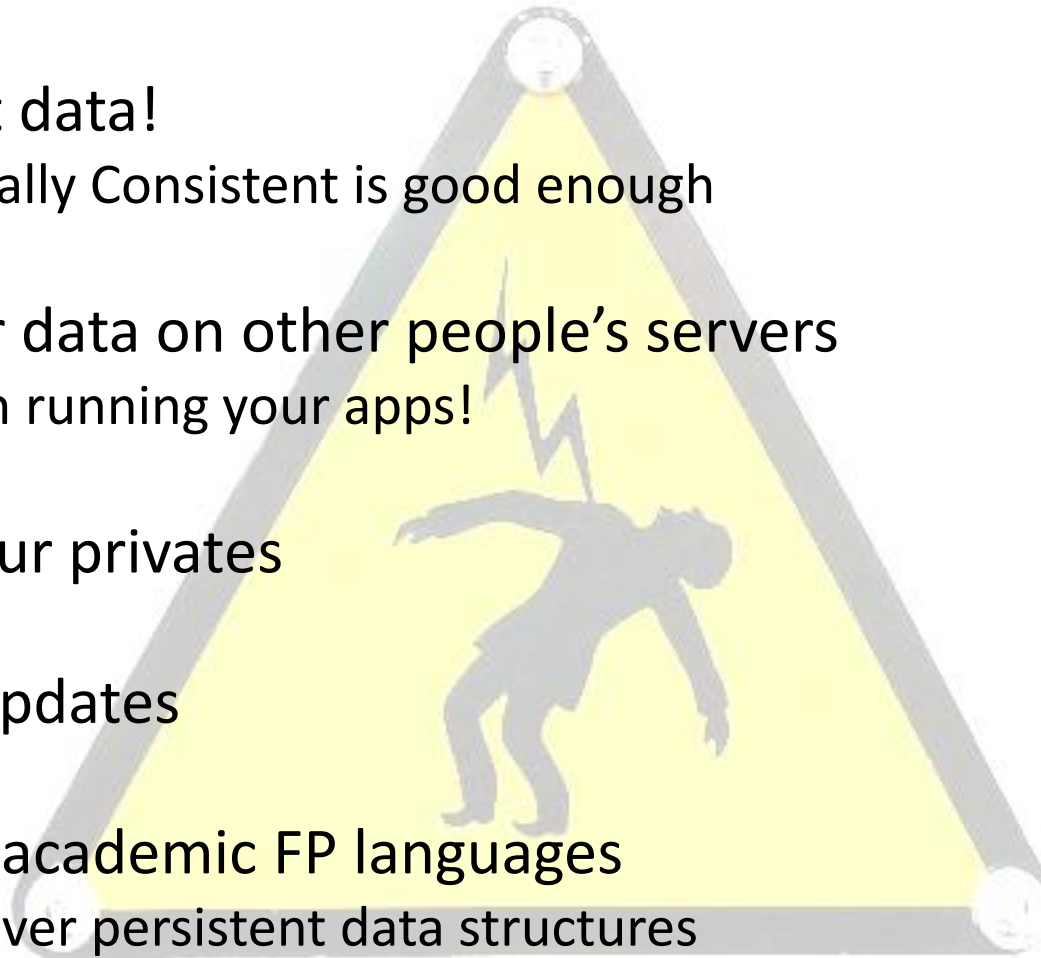 t data!
ally Consistent is good enough
r data on other people’s servers
n running your apps!
ur privates
pdates
academic FP languages
ver persistent data structures